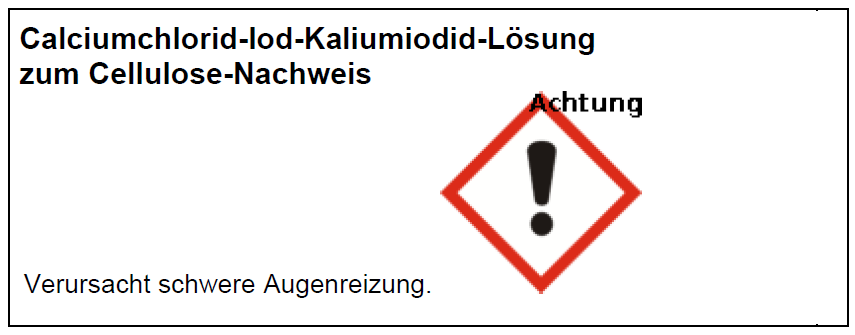 Calciumchlorid-Iod-Kaliumiodid-Lösung
zum Cellulose-Nachweis
Achtung
Verursacht schwere Augenreizung.